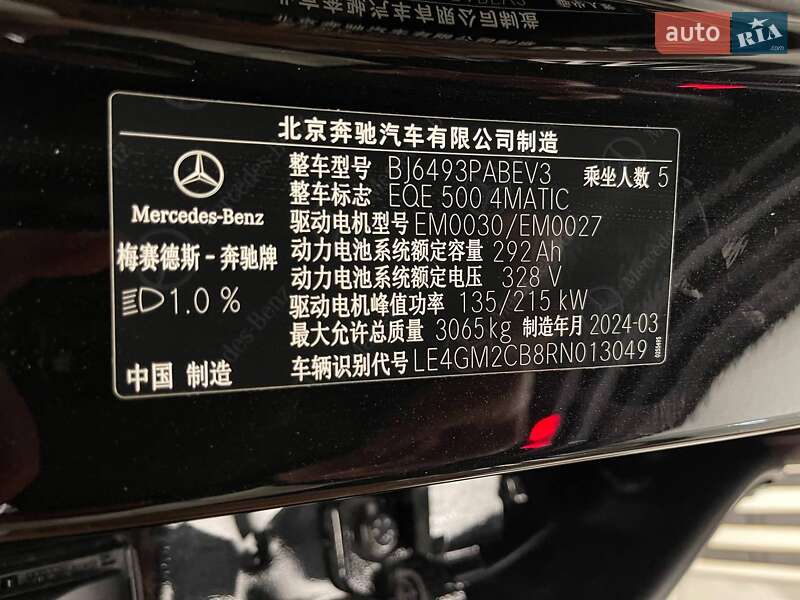 auto RIA.com
北京奔驰汽车有限公司制造
整车型号 BJ6493PABEV3 乘坐人数 5
整车标志 EQE 500 4MATIC
Mercedes-Benz
驱动电机型号 EM0030/EM0027
梅赛德斯-奔驰牌
动力电池系统额定容量 292 Ah
动力电池系统额定电压 328 V
1.0 %
驱动电机峰值功率 135/215 kW
最大允许总质量 3065 kg 制造年月 2024-03
中国 制造
车辆识别代号 LE4GM2CB8RN013049